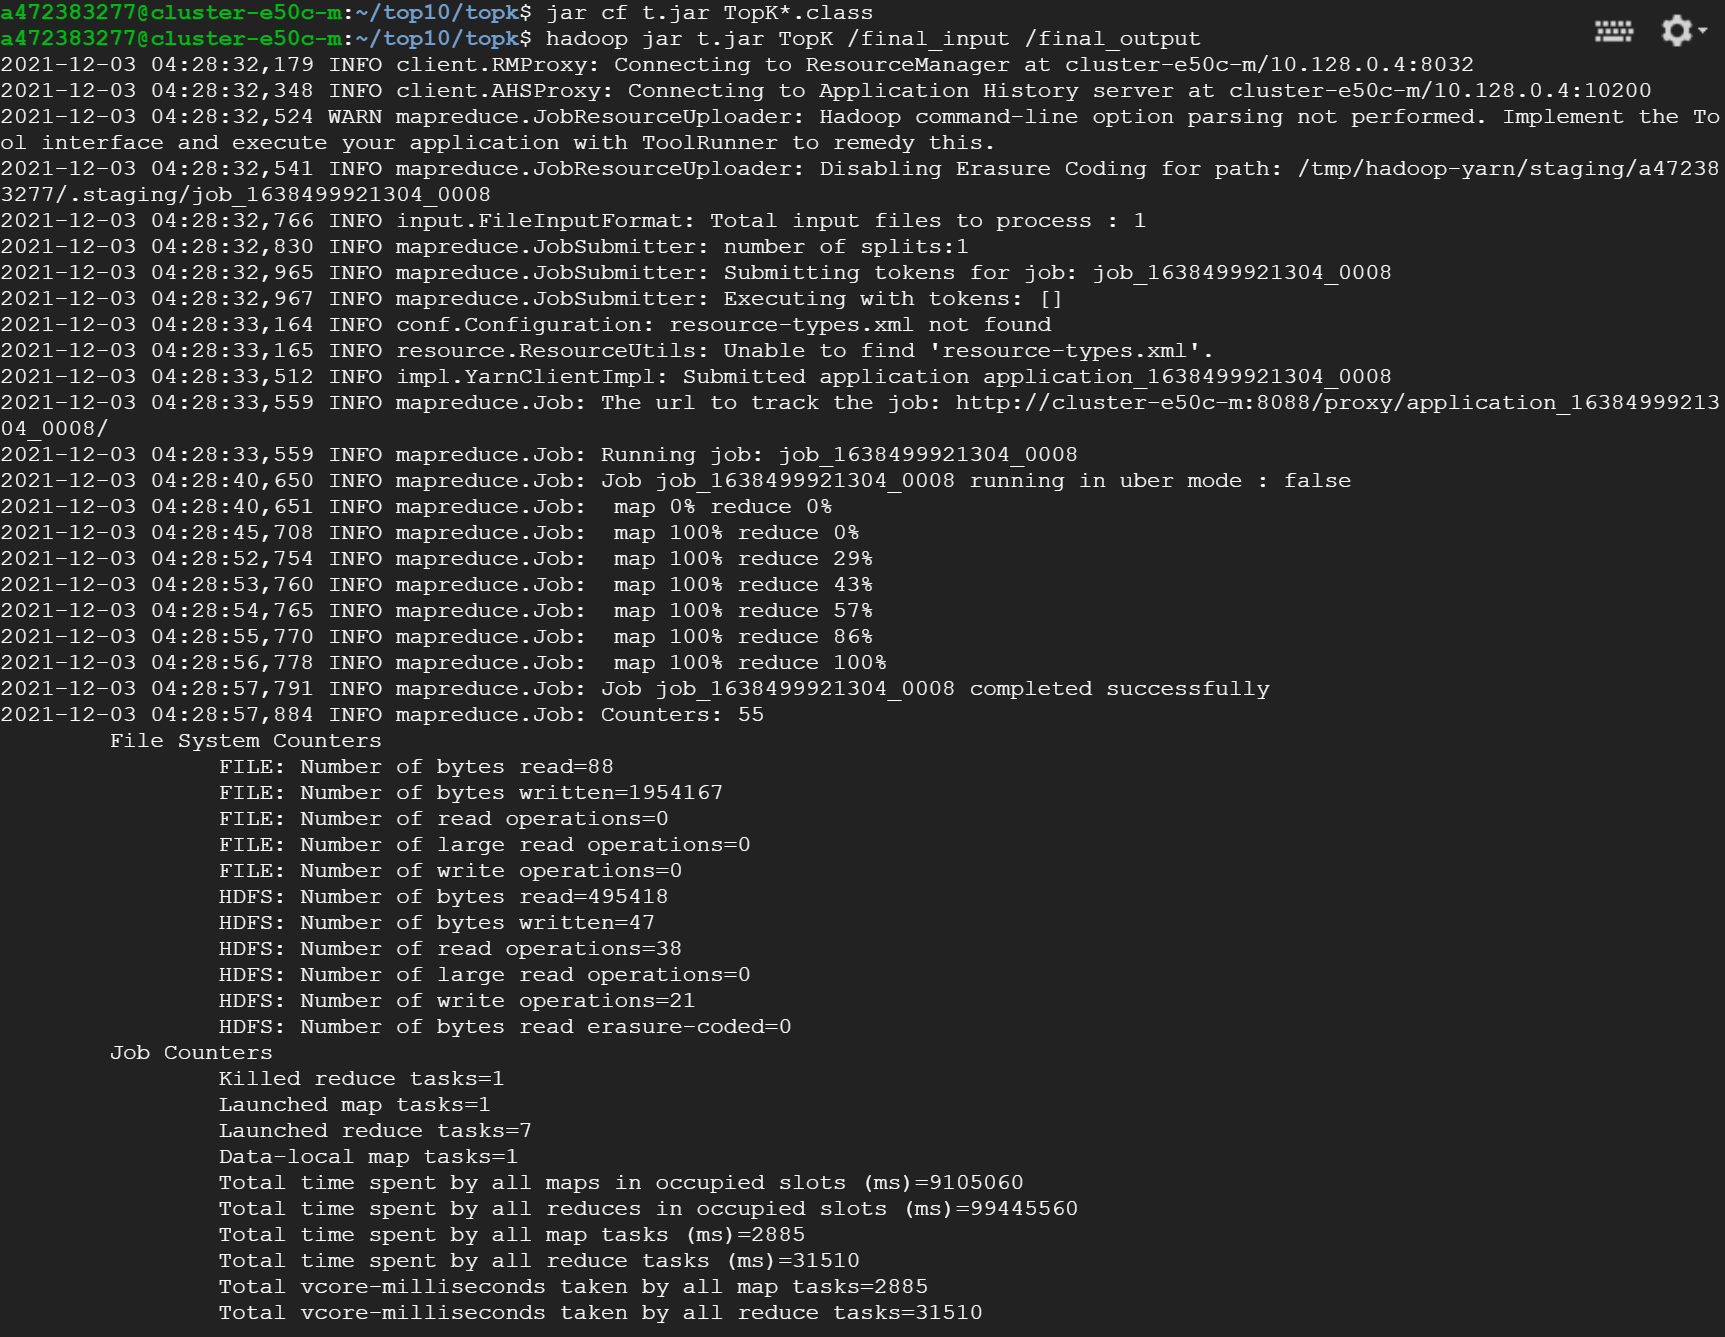 a472383277@cluster-e50c-m:~/top10/topk$ jar cf t.jar TopK*.class
a472383277@cluster-e50c-m:~/top10/topk$ hadoop jar t.jar TopK /final_input /final_output
2021-12-03 04:28:32,179 INFO client.RMProxy: Connecting to ResourceManager at cluster-e50c-m/10.128.0.4:8032
2021-12-03 04:28:32,348 INFO client.AHSProxy: Connecting to Application History server at cluster-e50c-m/10.128.0.4:10200
2021-12-03 04:28:32,524 WARN mapreduce.JobResourceUploader: Hadoop command-line option parsing not performed. Implement the To
ol interface and execute your application with ToolRunner to remedy this.
2021-12-03 04:28:32,541 INFO mapreduce.JobResourceUploader: Disabling Erasure Coding for path: /tmp/hadoop-yarn/staging/a47238
3277/.staging/job_1638499921304_0008
2021-12-03 04:28:32,766 INFO input.FileInputFormat: Total input files to process : 1
2021-12-03 04:28:32,830 INFO mapreduce.JobSubmitter: number of splits:1
2021-12-03 04:28:32,965 INFO mapreduce.JobSubmitter: Submitting tokens for job: job_1638499921304_0008
2021-12-03 04:28:32,967 INFO mapreduce.JobSubmitter: Executing with tokens: []
2021-12-03 04:28:33,164 INFO conf.Configuration: resource-types.xml not found
2021-12-03 04:28:33,165 INFO resource.ResourceUtils: Unable to find 'resource-types.xml'.
2021-12-03 04:28:33,512 INFO impl.YarnClientImpl: Submitted application application_1638499921304_0008
2021-12-03 04:28:33,559 INFO mapreduce.Job: The url to track the job: http://cluster-e50c-m:8088/proxy/application_16384999213
04_0008/
2021-12-03 04:28:33,559 INFO mapreduce.Job: Running job: job_1638499921304_0008
2021-12-03 04:28:40,650 INFO mapreduce.Job: Job job_1638499921304_0008 running in uber mode : false
2021-12-03 04:28:40,651 INFO mapreduce.Job:  map 0% reduce 0%
2021-12-03 04:28:45,708 INFO mapreduce.Job:  map 100% reduce 0%
2021-12-03 04:28:52,754 INFO mapreduce.Job:  map 100% reduce 29%
2021-12-03 04:28:53,760 INFO mapreduce.Job:  map 100% reduce 43%
2021-12-03 04:28:54,765 INFO mapreduce.Job:  map 100% reduce 57%
2021-12-03 04:28:55,770 INFO mapreduce.Job:  map 100% reduce 86%
2021-12-03 04:28:56,778 INFO mapreduce.Job:  map 100% reduce 100%
2021-12-03 04:28:57,791 INFO mapreduce.Job: Job job_1638499921304_0008 completed successfully
2021-12-03 04:28:57,884 INFO mapreduce.Job: Counters: 55
File System Counters
FILE: Number of bytes read=88
FILE: Number of bytes written=1954167
FILE: Number of read operations=0
FILE: Number of large read operations=0
FILE: Number of write operations=0
HDFS: Number of bytes read=495418
HDFS: Number of bytes written=47
HDFS: Number of read operations=38
HDFS: Number of large read operations=0
HDFS: Number of write operations=21
HDFS: Number of bytes read erasure-coded=0
Job Counters
Killed reduce tasks=1
Launched map tasks=1
Launched reduce tasks=7
Data-local map tasks=1
Total time spent by all maps in occupied slots (ms)=9105060
Total time spent by all reduces in occupied slots (ms)=99445560
Total time spent by all map tasks (ms)=2885
Total time spent by all reduce tasks (ms)=31510
Total vcore-milliseconds taken by all map tasks=2885
Total vcore-milliseconds taken by all reduce tasks=31510